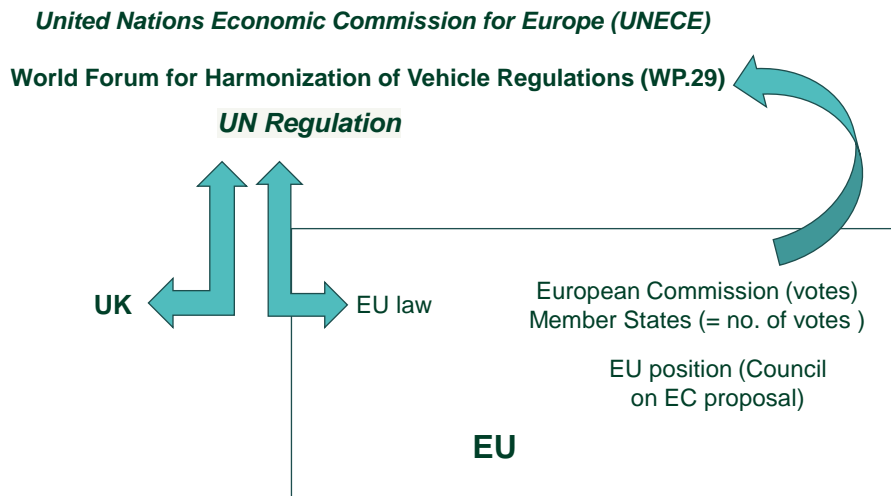 United Nations Economic Commission for Europe (UNECE)
World Forum for Harmonization of Vehicle Regulations (WP.29)
UN Regulation
UK
EU law
European Commission (votes)
Member States (= no. of votes )
EU position (Council
on EC proposal)
EU